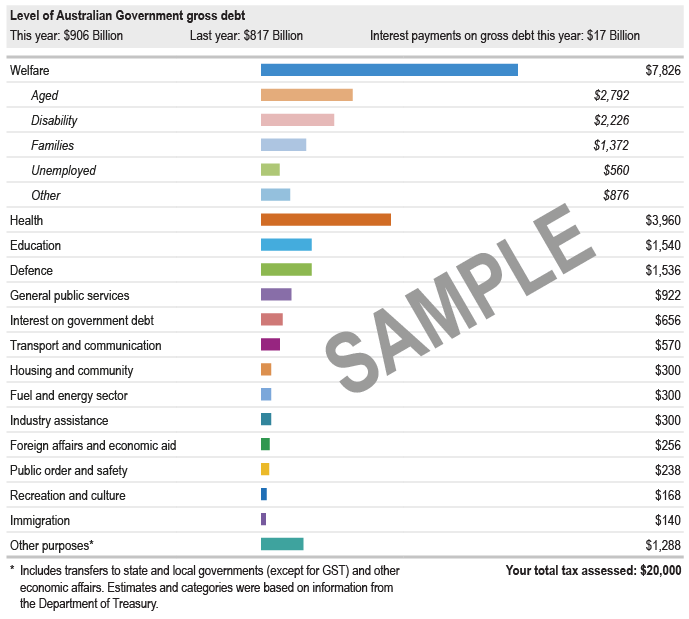 Level of Australian Government gross debt
This year: $906 Billion Last year: $817 Billion Interest payments on gross debt this year: $17 Billion
Welfare $7,826
Aged $2,792
Disability $2,226
Families $1,372
Unemployed $560
Other $876
Health $3,960
Education $1,540
Defence $1,536
General public services $922
Interest on government debt $656
Transport and communication $570
Housing and community $300
Fuel and energy sector $300
Industry assistance $300
Foreign affairs and economic aid $256
Public order and safety $238
Recreation and culture $168
Immigration $140
Other purposes* $1,288
SAMPLE
* Includes transfers to state and local governments (except for GST) and other Your total tax assessed: $20,000
economic affairs. Estimates and categories were based on information from
the Department of Treasury.